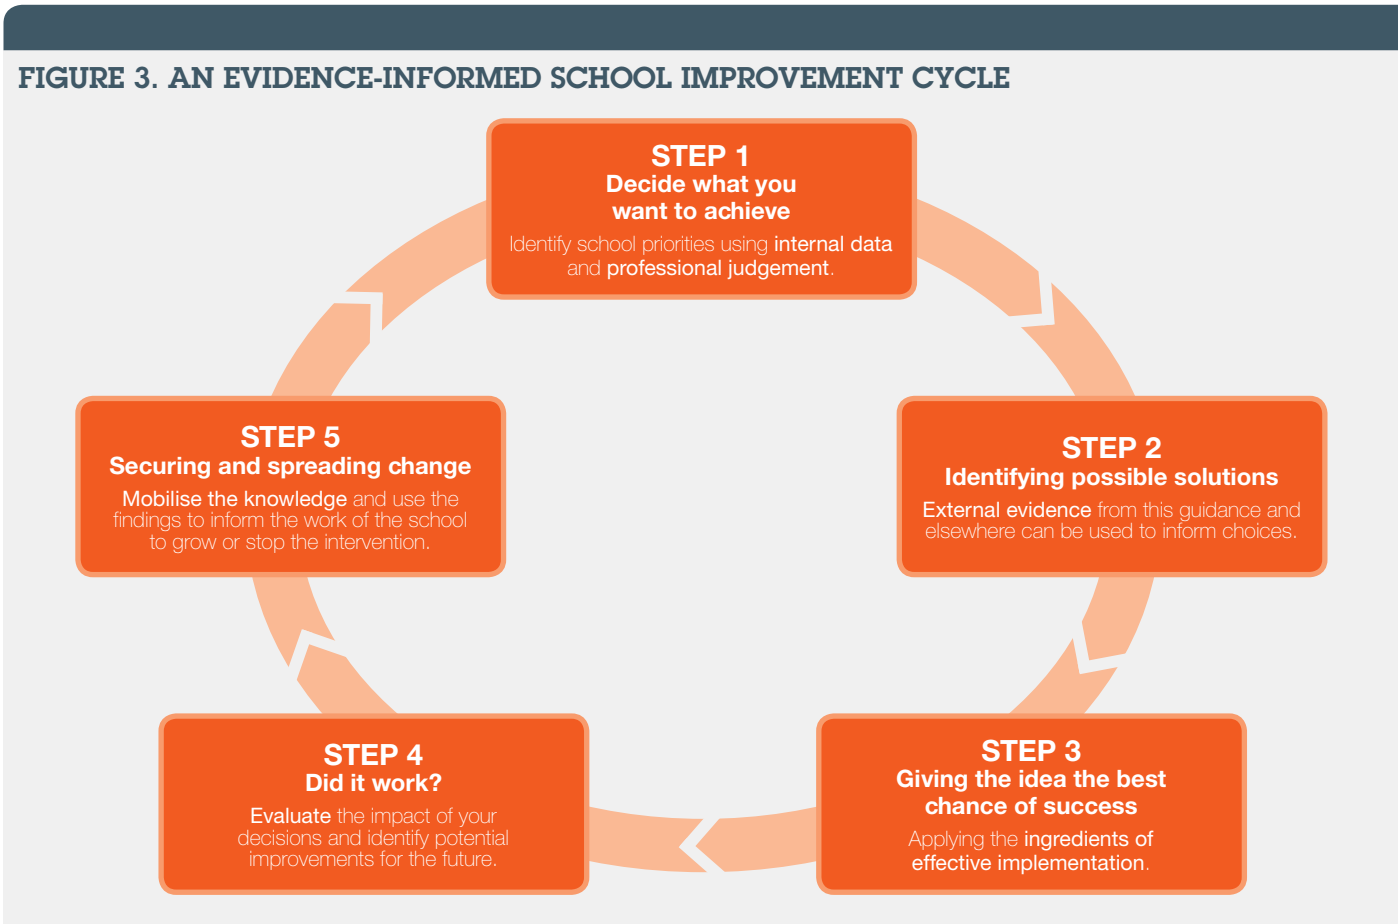 FIGURE 3. AN EVIDENCE-INFORMED SCHOOL IMPROVEMENT CYCLE
STEP 1
Decide what you
want to achieve
Identify school priorities using internal data
and professional judgement.
STEP 2
Identifying possible solutions
External evidence from this guidance and
elsewhere can be used to inform choices.
STEP 3
Giving the idea the best
chance of success
Applying the ingredients of
effective implementation.
STEP 4
Did it work?
Evaluate the impact of your
decisions and identify potential
improvements for the future.
STEP 5
Securing and spreading change
Mobilise the knowledge and use the
findings to inform the work of the school
to grow or stop the intervention.